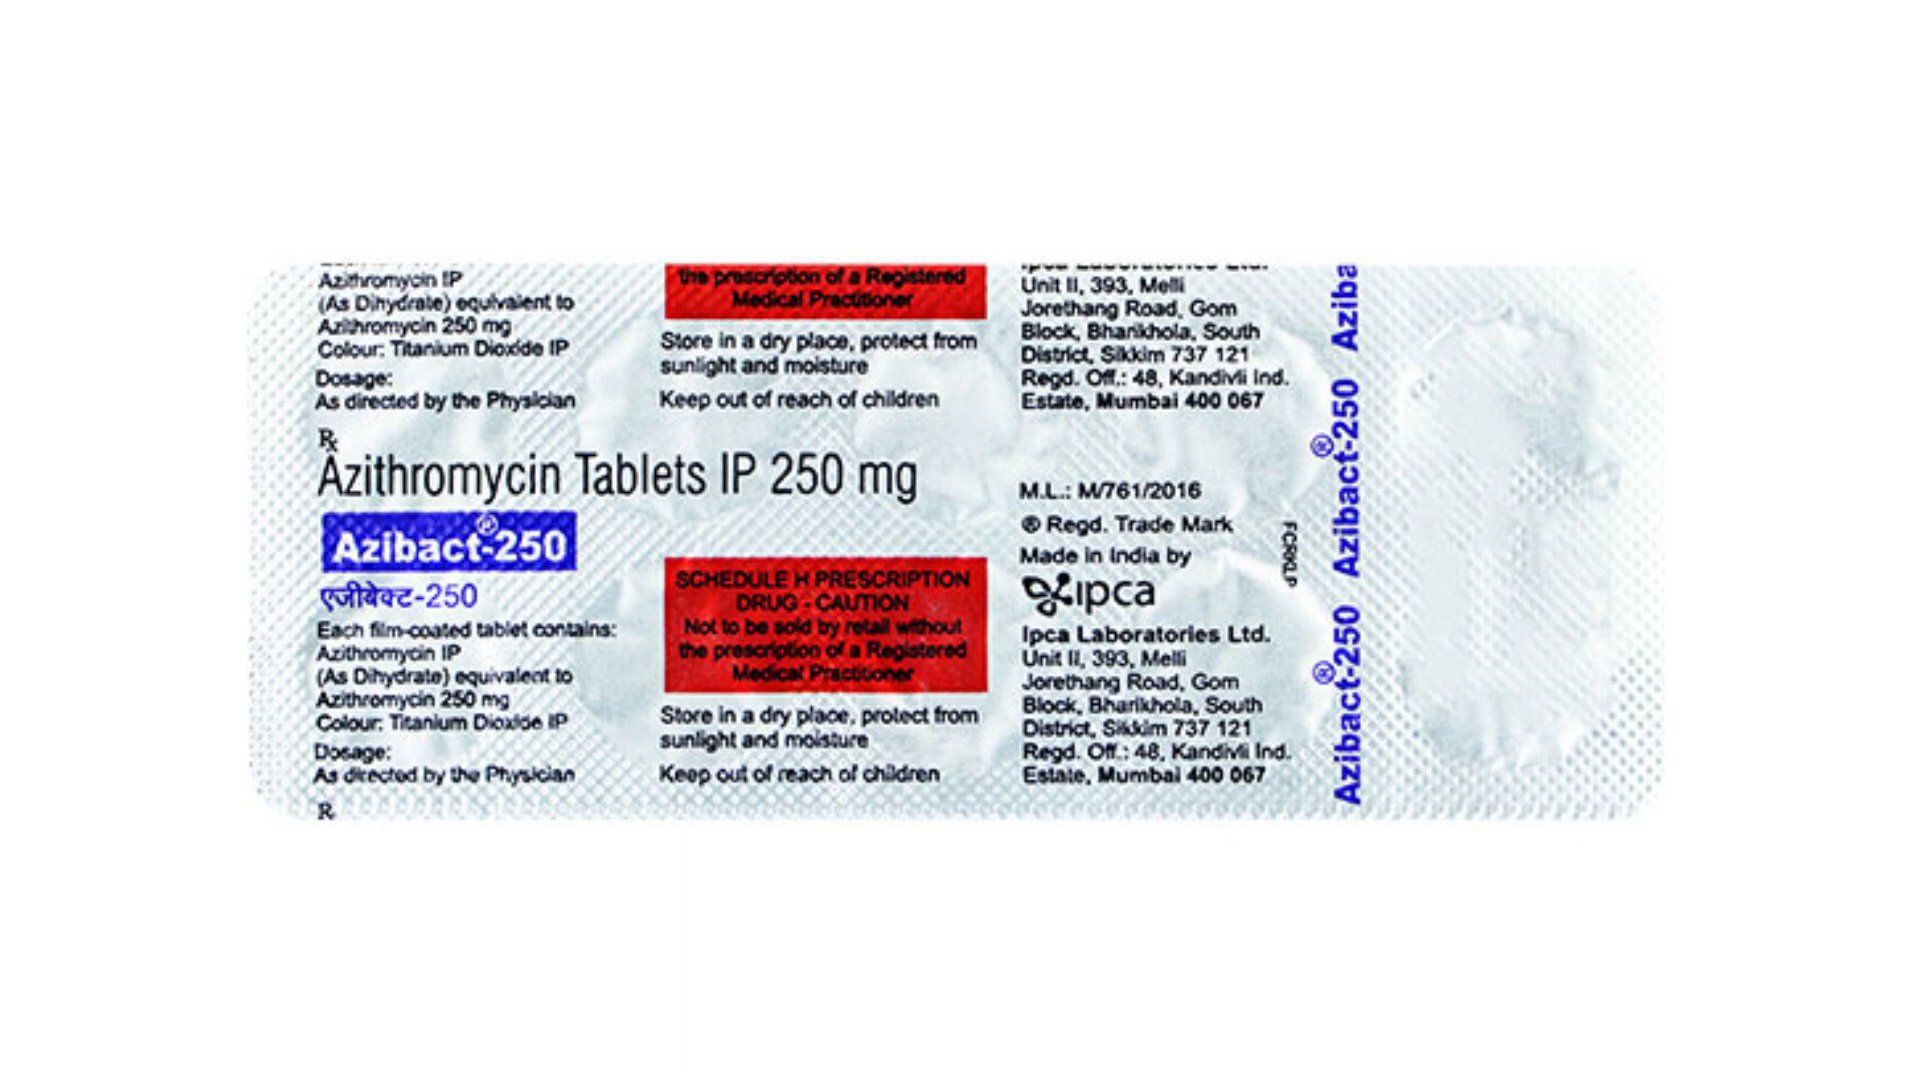 Azithromycin IP
(As Dihydrate) equivalent to
Azithromycin 250 mg
Colour: Titanium Dioxide IP
Dosage:
As directed by the Physician
the prescription of a Registered
Medical Practitioner
Store in a dry place, protect from
sunlight and moisture
Keep out of reach of children
Ipca Laboratories Ltd.
Unit II, 393, Melli
Jorethang Road, Gom
Block, Bharikhola, South
District, Sikkim 737 121
Regd. Off.: 48, Kandivli Ind.
Estate, Mumbai 400 067
Rx
Azithromycin Tablets IP 250 mg
Azibact®-250
एजीबेक्ट-250
Each film-coated tablet contains:
Azithromycin IP
(As Dihydrate) equivalent to
Azithromycin 250 mg
Colour: Titanium Dioxide IP
Dosage:
As directed by the Physician
Rx
SCHEDULE H PRESCRIPTION
DRUG - CAUTION
Not to be sold by retail without
the prescription of a Registered
Medical Practitioner
Store in a dry place, protect from
sunlight and moisture
Keep out of reach of children
M.L.: M/761/2016
® Regd. Trade Mark
Made in India by
ipca
Ipca Laboratories Ltd.
Unit II, 393, Melli
Jorethang Road, Gom
Block, Bharikhola, South
District, Sikkim 737 121
Regd. Off.: 48, Kandivli Ind.
Estate, Mumbai 400 067
Azibact®-250 Azibact®-250 Aziba